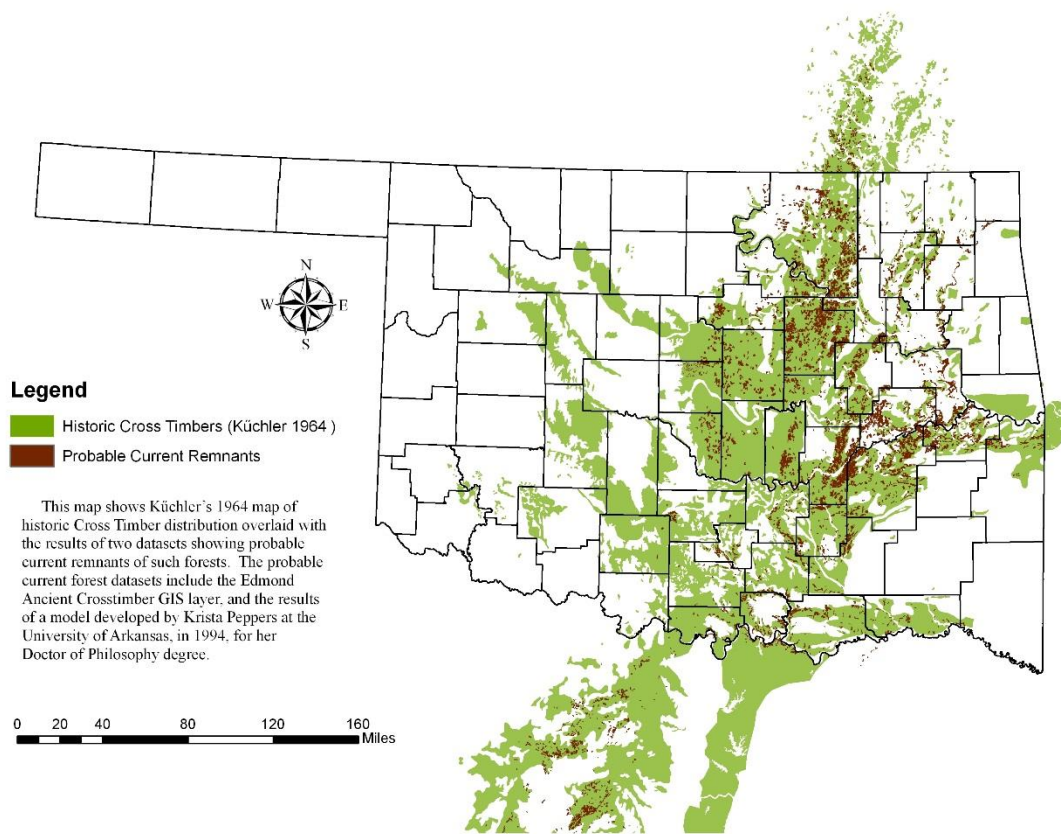 N
W E
S
Legend
Historic Cross Timbers (Küchler 1964 )
Probable Current Remnants
This map shows Küchler's 1964 map of
historic Cross Timber distribution overlaid with
the results of two datasets showing probable
current remnants of such forests. The probable
current forest datasets include the Edmond
Ancient Crosstimber GIS layer, and the results
of a model developed by Krista Peppers at the
University of Arkansas, in 1994, for her
Doctor of Philosophy degree.
0 20 40 80 120 160
Miles